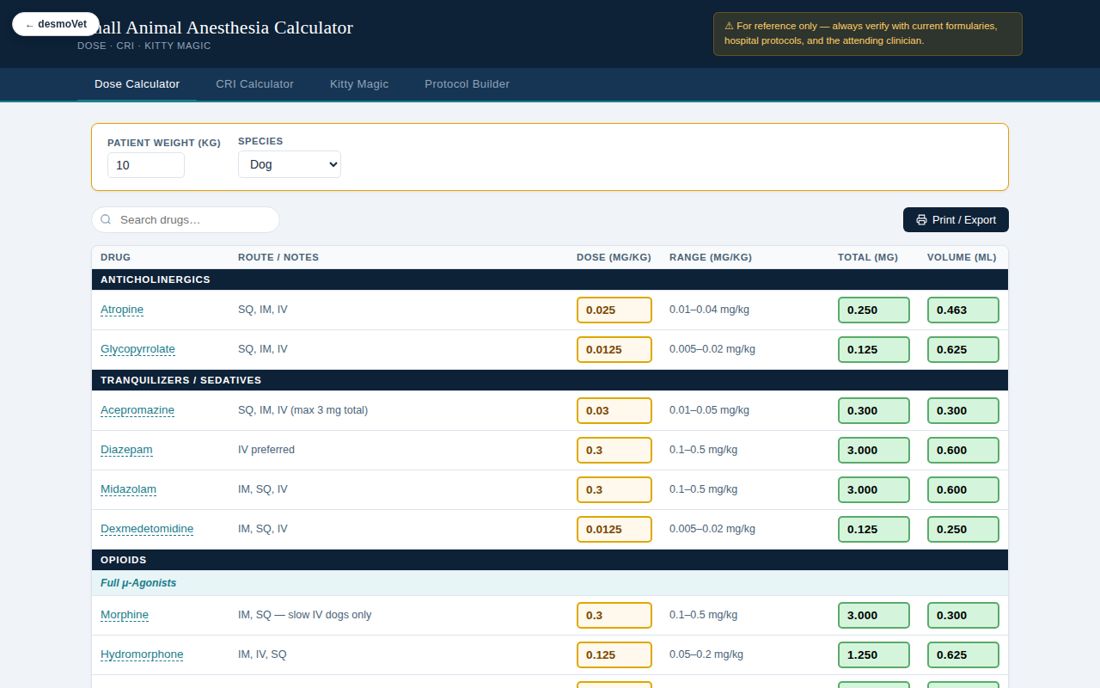 ← desmoVet
all Animal Anesthesia Calculator
DOSE · CRI · KITTY MAGIC
⚠ For reference only — always verify with current formularies,
hospital protocols, and the attending clinician.
Dose Calculator CRI Calculator Kitty Magic Protocol Builder
PATIENT WEIGHT (KG) SPECIES
10 Dog
Search drugs… Print / Export
DRUG ROUTE / NOTES DOSE (MG/KG) RANGE (MG/KG) TOTAL (MG) VOLUME (ML)
ANTICHOLINERGICS
Atropine SQ, IM, IV 0.025 0.01–0.04 mg/kg 0.250 0.463
Glycopyrrolate SQ, IM, IV 0.0125 0.005–0.02 mg/kg 0.125 0.625
TRANQUILIZERS / SEDATIVES
Acepromazine SQ, IM, IV (max 3 mg total) 0.03 0.01–0.05 mg/kg 0.300 0.300
Diazepam IV preferred 0.3 0.1–0.5 mg/kg 3.000 0.600
Midazolam IM, SQ, IV 0.3 0.1–0.5 mg/kg 3.000 0.600
Dexmedetomidine IM, SQ, IV 0.0125 0.005–0.02 mg/kg 0.125 0.250
OPIOIDS
Full μ-Agonists
Morphine IM, SQ — slow IV dogs only 0.3 0.1–0.5 mg/kg 3.000 0.300
Hydromorphone IM, IV, SQ 0.125 0.05–0.2 mg/kg 1.250 0.625